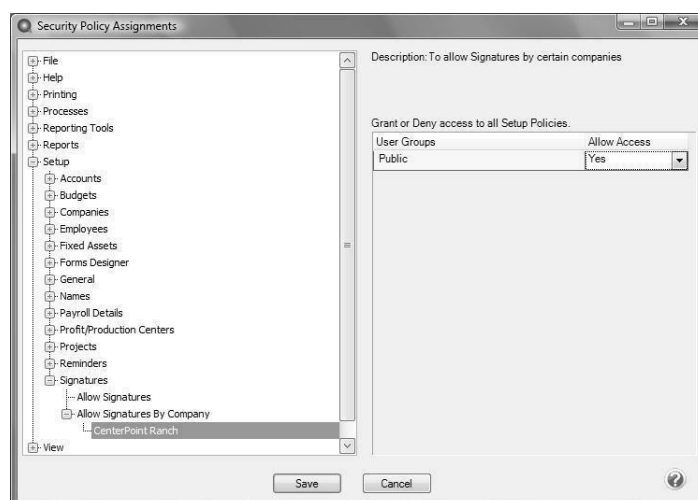 Security Policy Assignments
File
Help
Printing
Processes
Reporting Tools
Reports
Setup
Accounts
Budgets
Companies
Employees
Fixed Assets
Forms Designer
General
Names
Payroll Details
Profit/Production Centers
Projects
Reminders
Signatures
Allow Signatures
Allow Signatures By Company
CenterPoint Ranch
View
Description: To allow Signatures by certain companies
Grant or Deny access to all Setup Policies.
User Groups Allow Access
Public Yes
Save Cancel ?